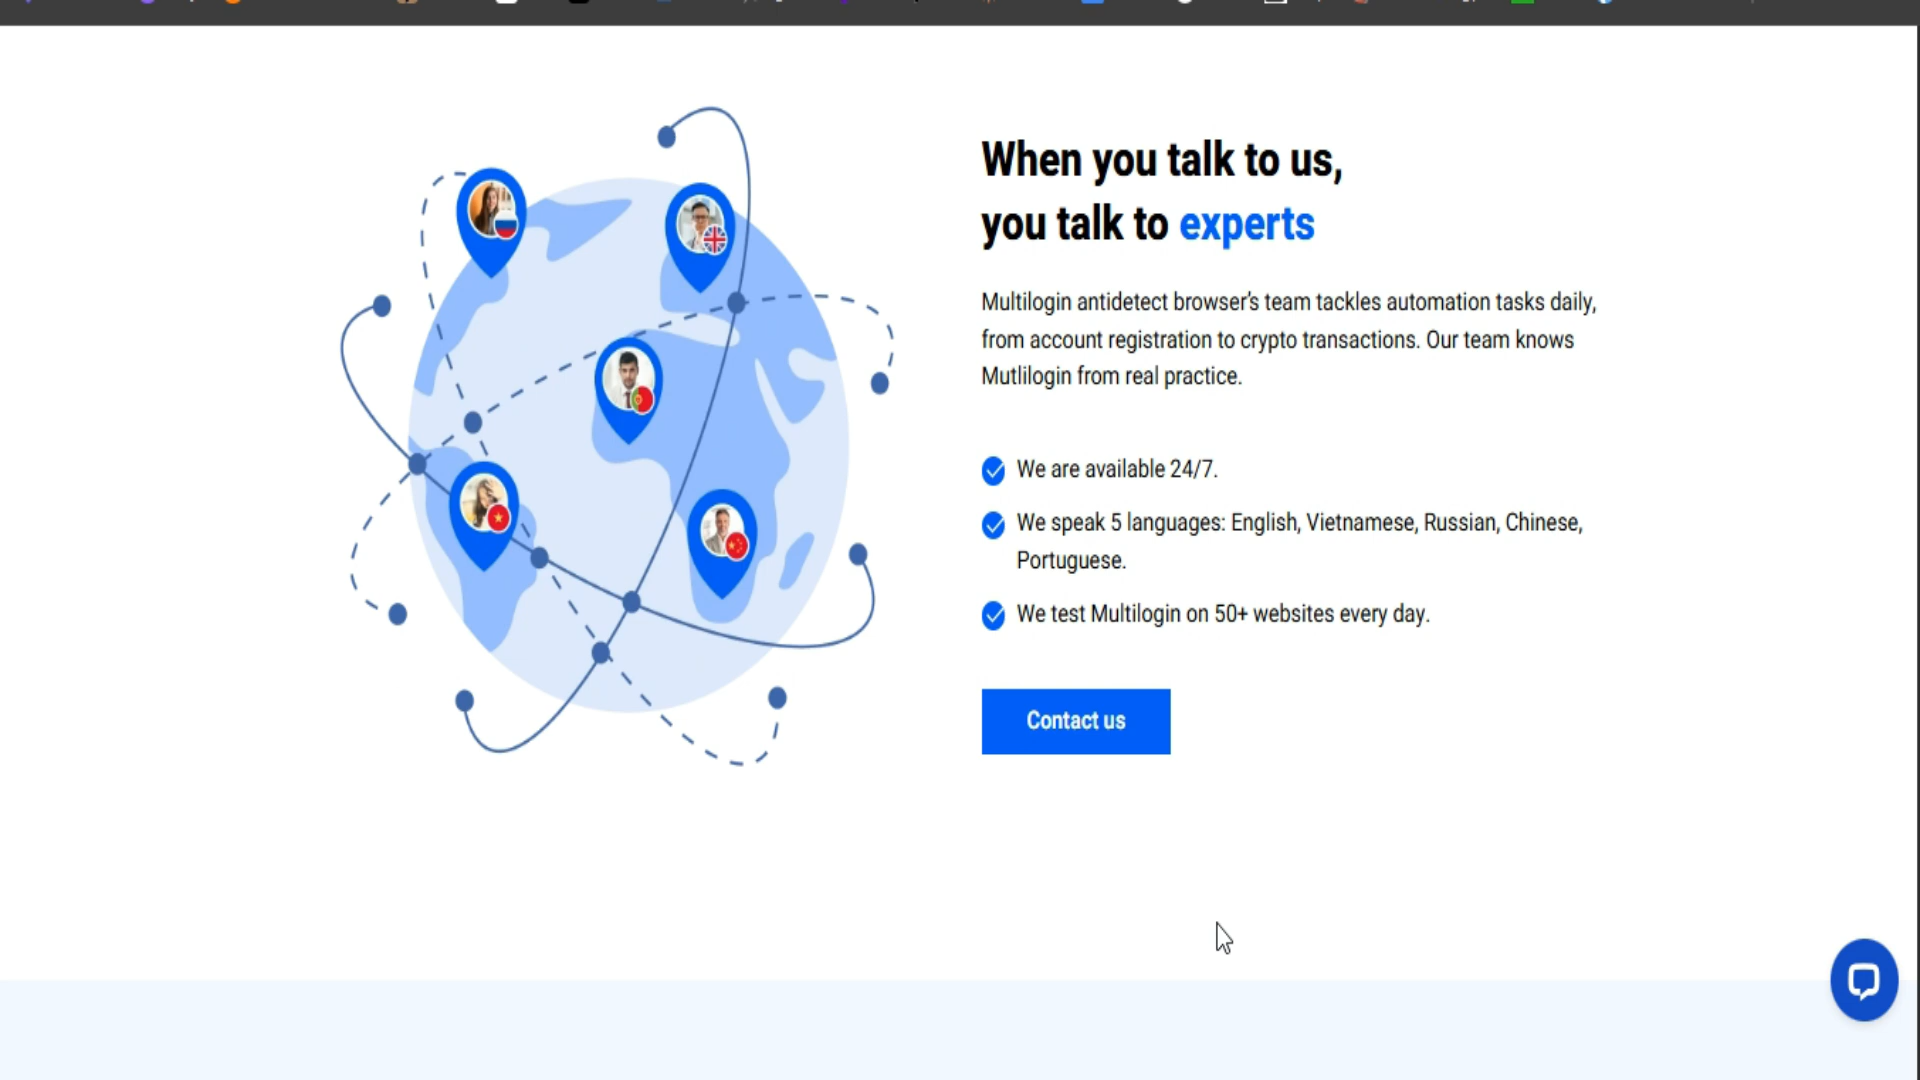 When you talk to us,
you talk to experts
Multilogin antidetect browser's team tackles automation tasks daily,
from account registration to crypto transactions. Our team knows
Mutlilogin from real practice.
We are available 24/7.
We speak 5 languages: English, Vietnamese, Russian, Chinese,
Portuguese.
We test Multilogin on 50+ websites every day.
Contact us